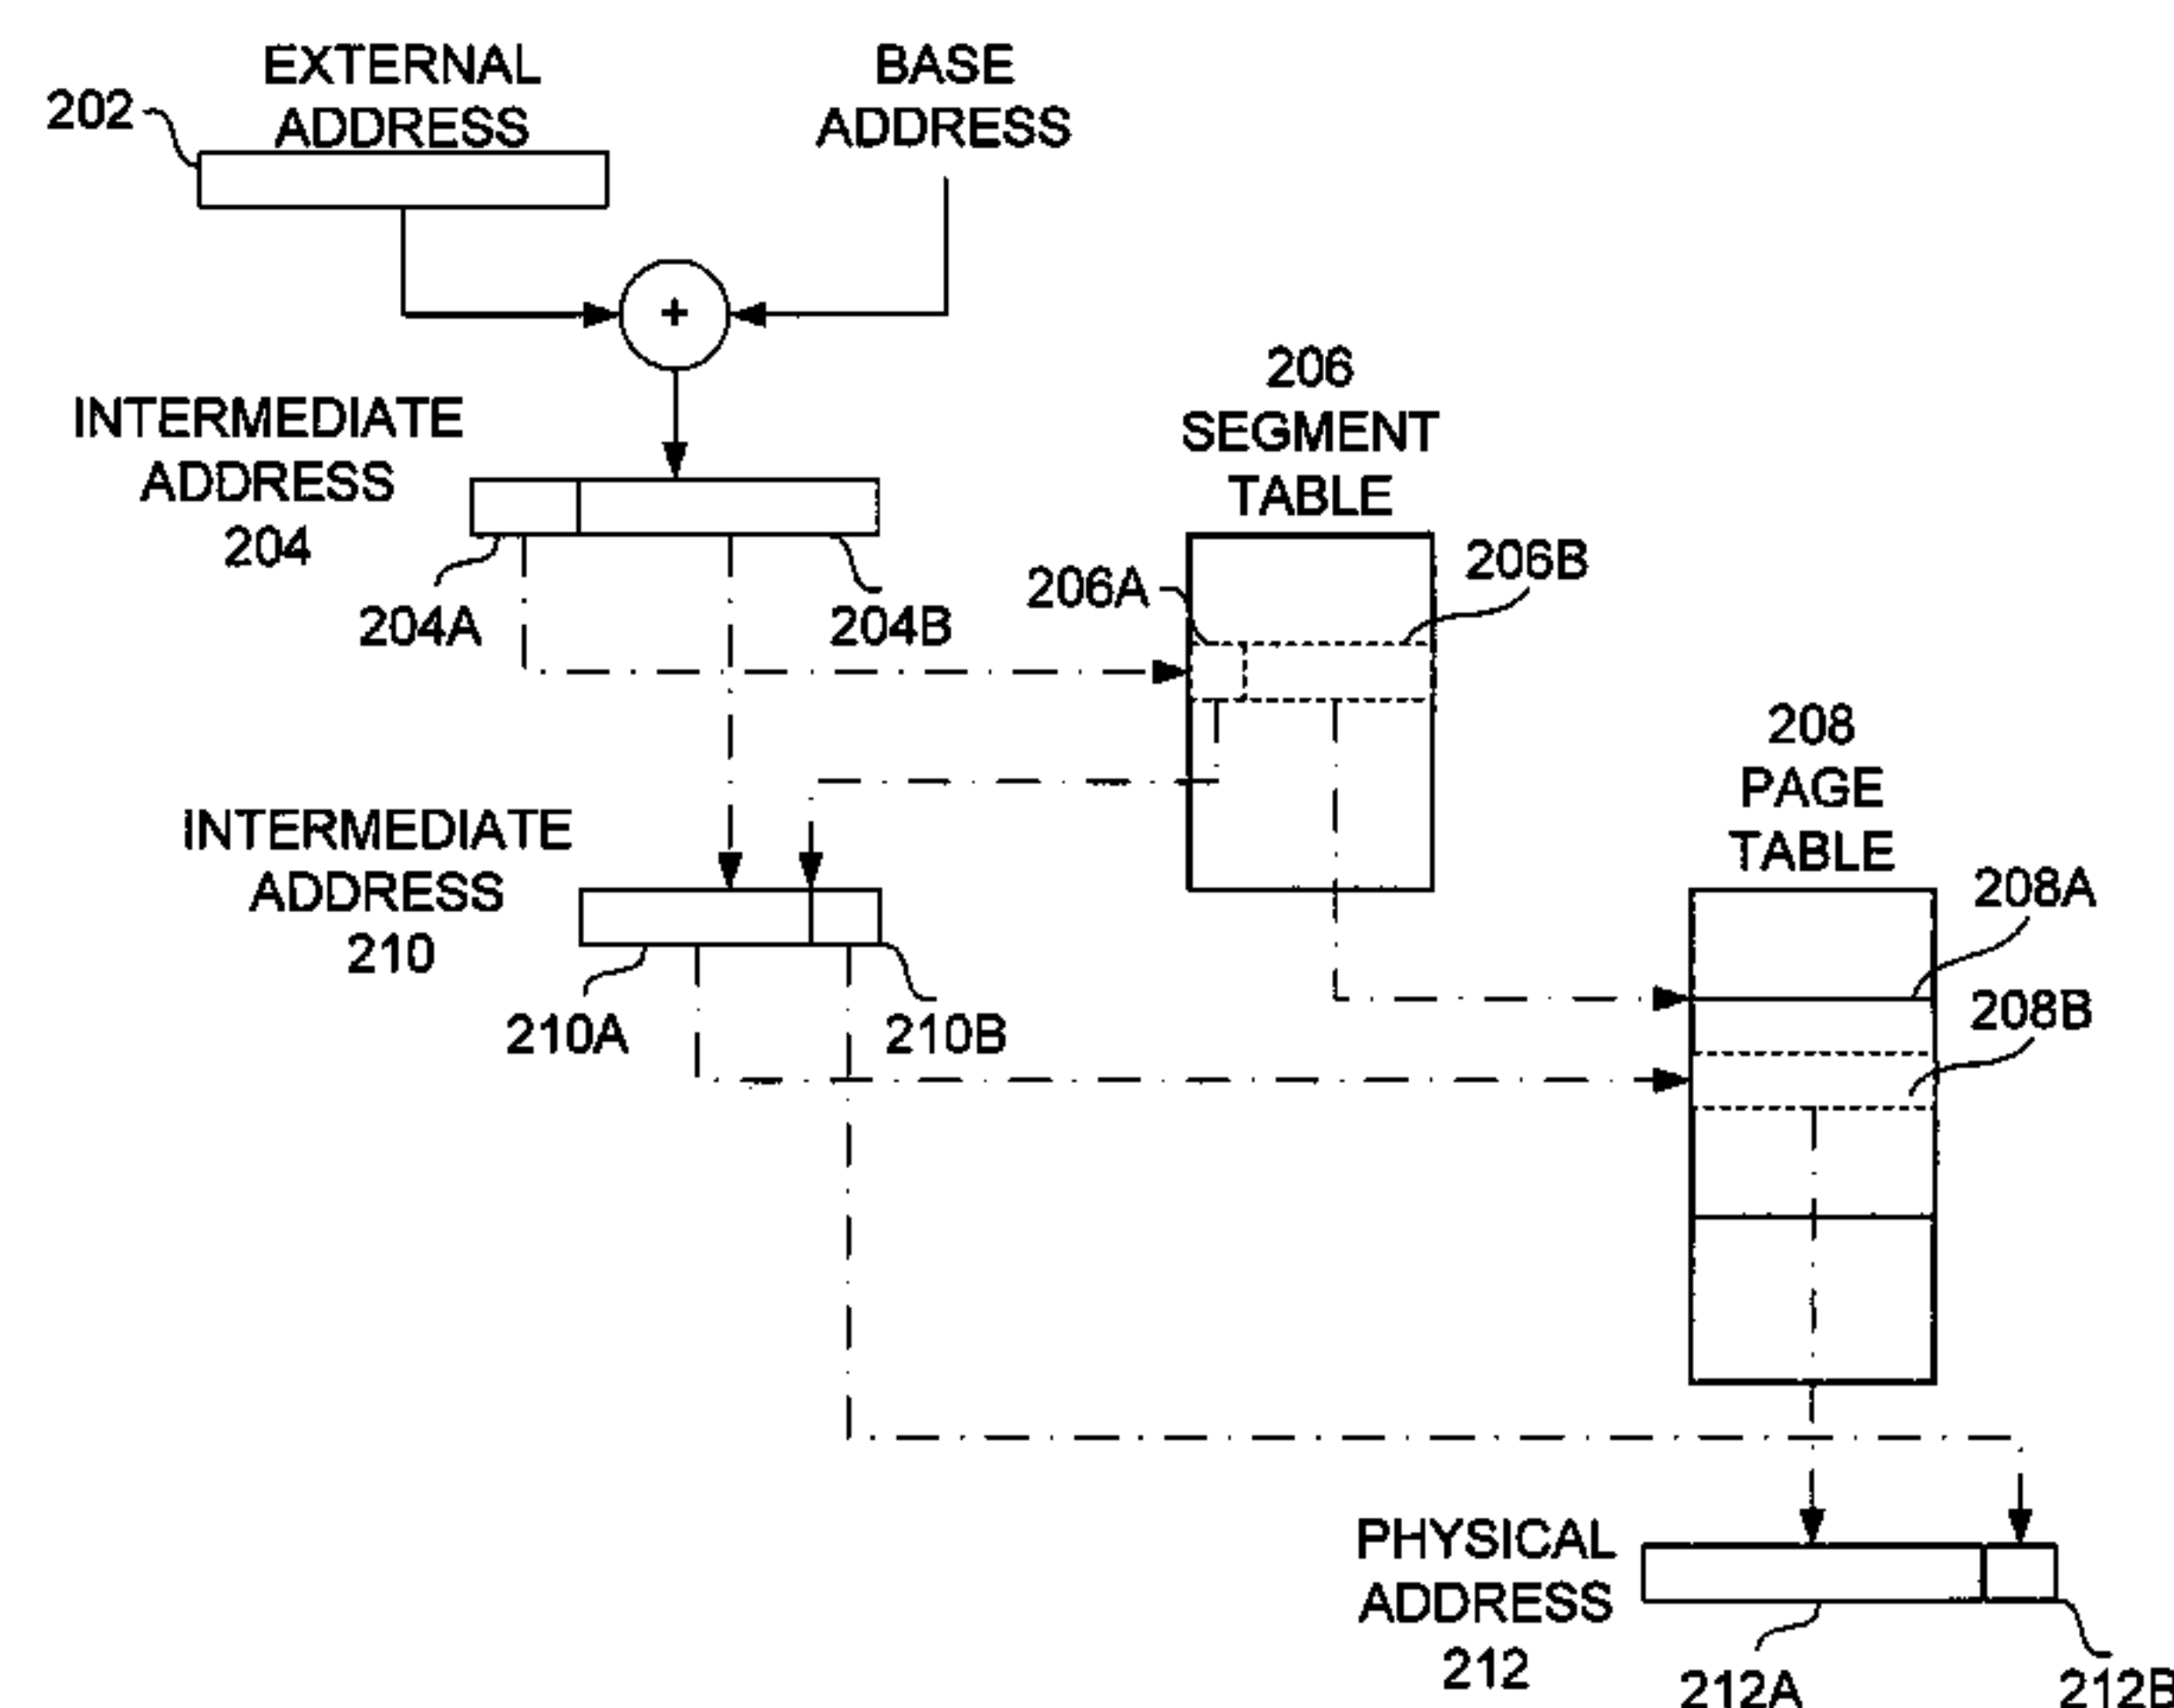 EXTERNAL
ADDRESS
BASE
ADDRESS
202
+
INTERMEDIATE
ADDRESS
204
204A
204B
206
SEGMENT
TABLE
206A
206B
208
PAGE
TABLE
208A
208B
INTERMEDIATE
ADDRESS
210
210A
210B
PHYSICAL
ADDRESS
212
212A
212B